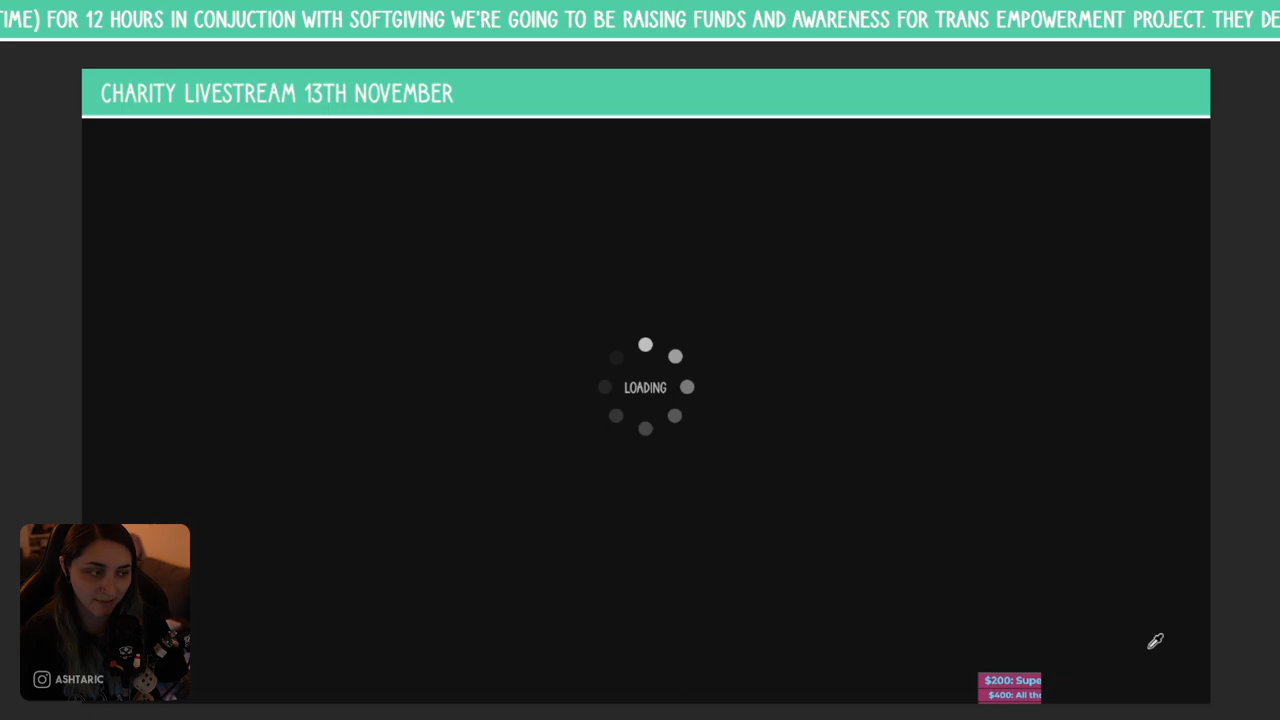 TIME) FOR 12 HOURS IN CONJUCTION WITH SOFTGIVING WE'RE GOING TO BE RAISING FUNDS AND AWARENESS FOR TRANS EMPOWERMENT PROJECT. THEY DE
CHARITY LIVESTREAM 13TH NOVEMBER
LOADING
ASHTARIC
$200: Supe
$400: All the